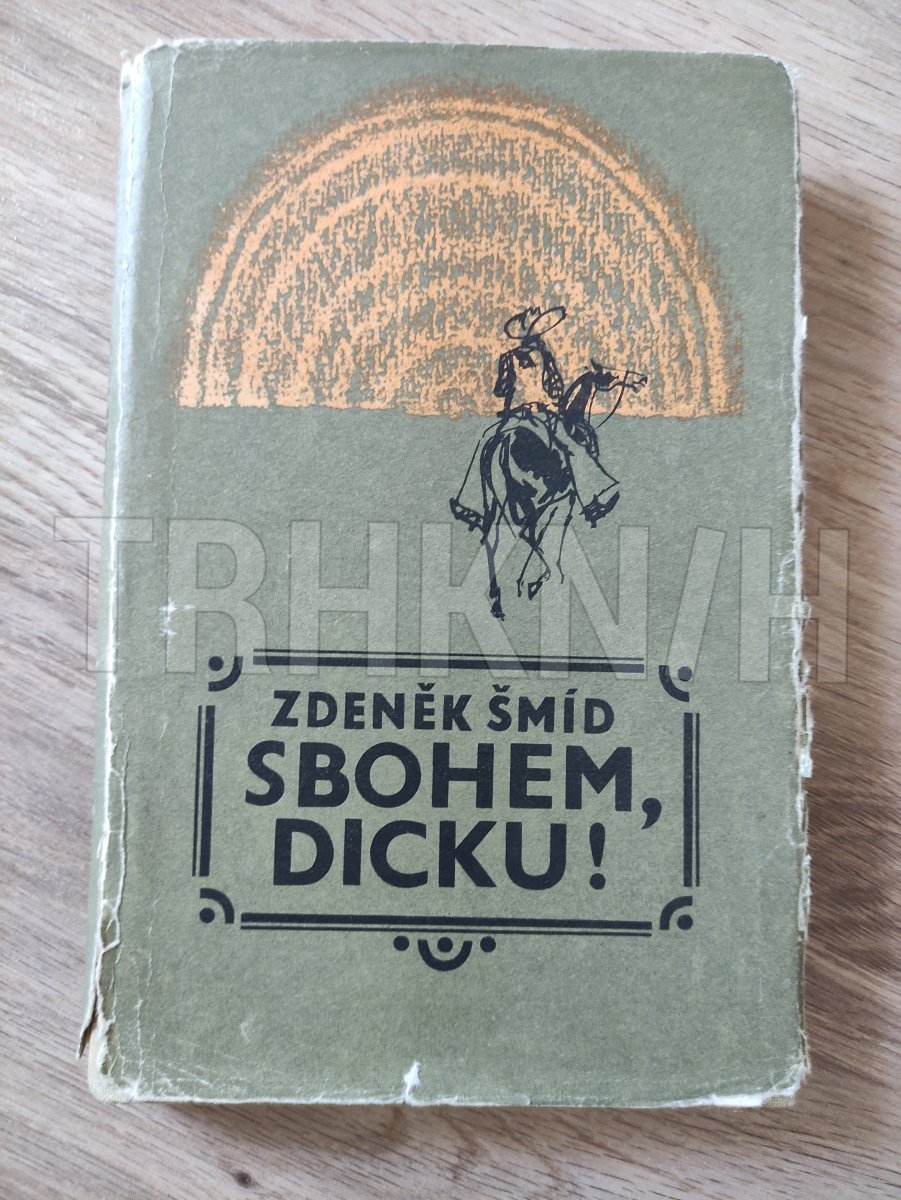 TRHKNIH
ZDENĚK ŠMÍD
SBOHEM,
DICKU!